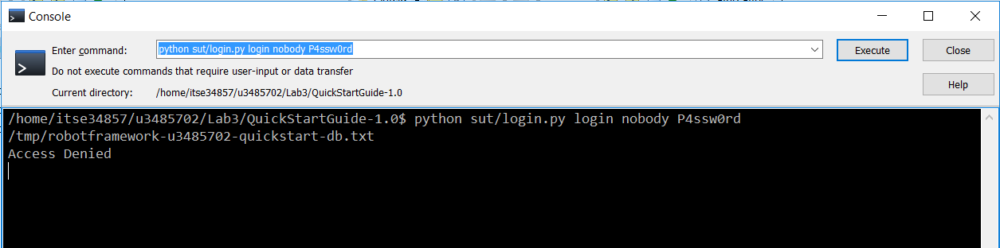 Console
Enter command: python sut/login.py login nobody P4ssw0rd Execute Close
Do not execute commands that require user-input or data transfer
Help
Current directory: /home/itse34857/u3485702/Lab3/QuickStartGuide-1.0
/home/itse34857/u3485702/Lab3/QuickStartGuide-1.0$ python sut/login.py login nobody P4ssw0rd
/tmp/robotframework-u3485702-quickstart-db.txt
Access Denied